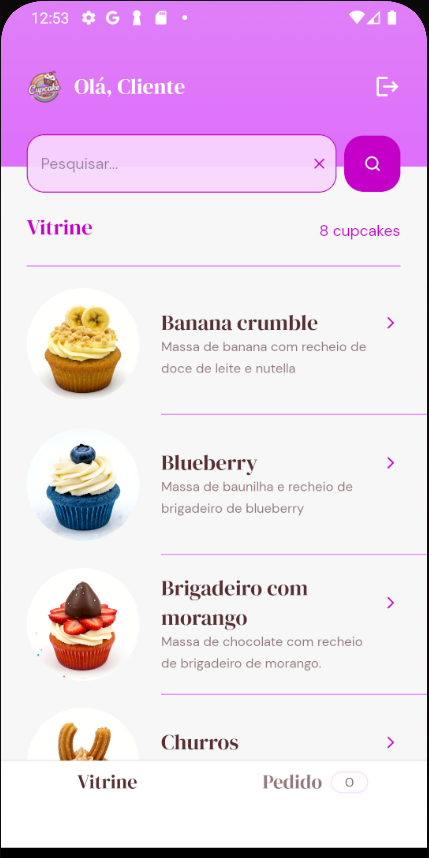 12:53
Cupcake
Olá, Cliente
Pesquisar...
Vitrine
8 cupcakes
Banana crumble
Massa de banana com recheio de
doce de leite e nutella
Blueberry
Massa de baunilha e recheio de
brigadeiro de blueberry
Brigadeiro com
morango
Massa de chocolate com recheio
de brigadeiro de morango.
Churros
Vitrine
Pedido 0